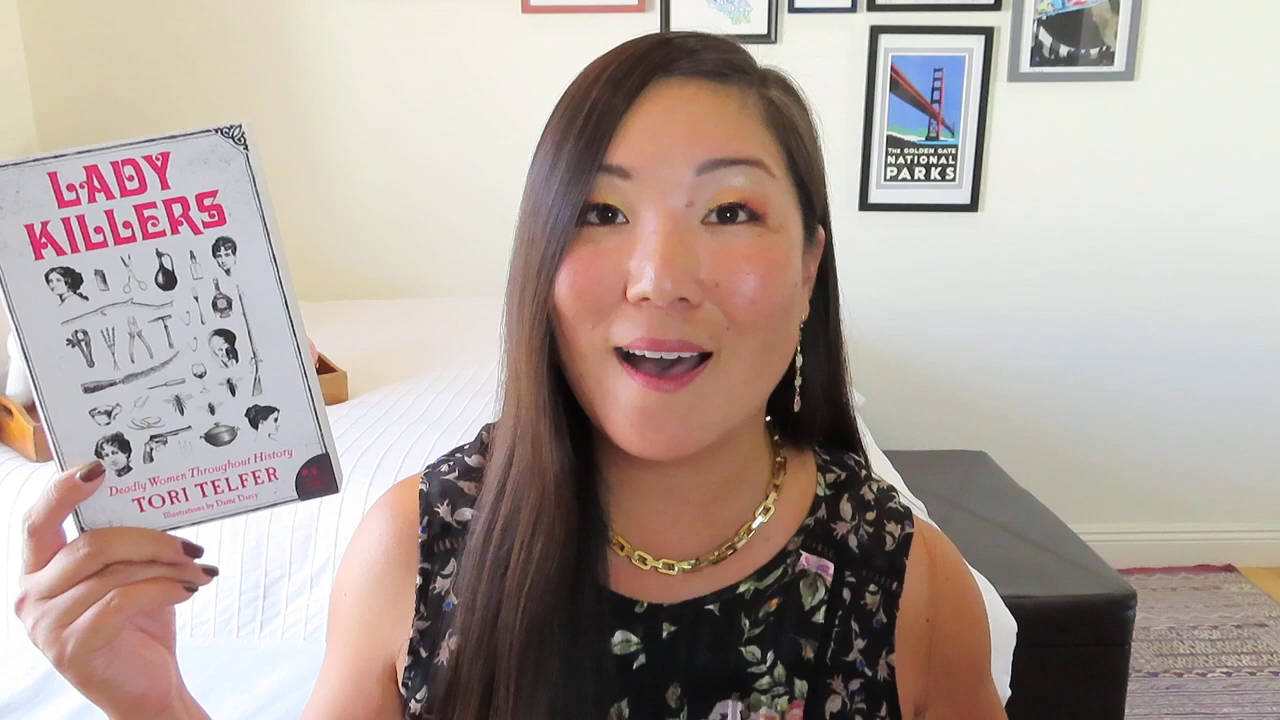 LADY
KILLERS
Deadly Women Throughout History
TORI TELFER
Illustrations by Dame Darcy
P.S.
THE GOLDEN GATE
NATIONAL
PARKS